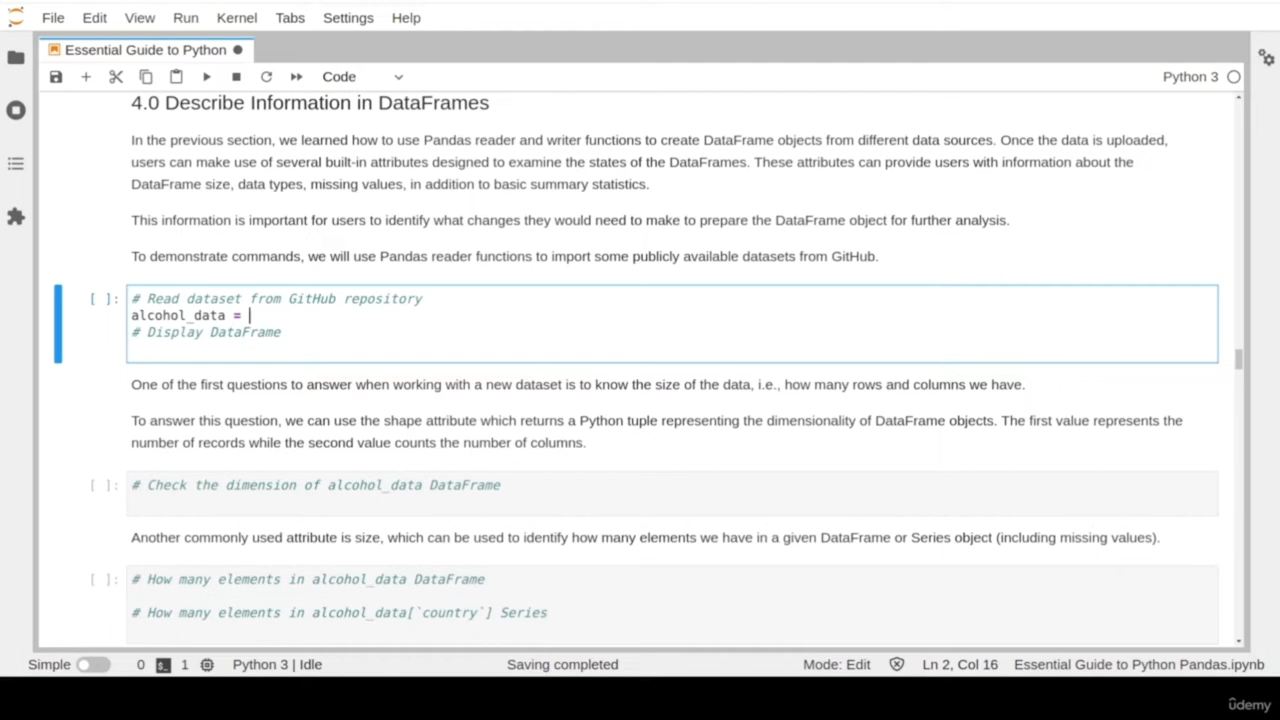 File Edit View Run Kernel Tabs Settings Help
Essential Guide to Python
Code Python 3
4.0 Describe Information in DataFrames
In the previous section, we learned how to use Pandas reader and writer functions to create DataFrame objects from different data sources. Once the data is uploaded,
users can make use of several built-in attributes designed to examine the states of the DataFrames. These attributes can provide users with information about the
DataFrame size, data types, missing values, in addition to basic summary statistics.
This information is important for users to identify what changes they would need to make to prepare the DataFrame object for further analysis.
To demonstrate commands, we will use Pandas reader functions to import some publicly available datasets from GitHub.
[ ]: # Read dataset from GitHub repository
alcohol_data =
# Display DataFrame
One of the first questions to answer when working with a new dataset is to know the size of the data, i.e., how many rows and columns we have.
To answer this question, we can use the shape attribute which returns a Python tuple representing the dimensionality of DataFrame objects. The first value represents the
number of records while the second value counts the number of columns.
[ ]: # Check the dimension of alcohol_data DataFrame
Another commonly used attribute is size, which can be used to identify how many elements we have in a given DataFrame or Series object (including missing values).
[ ]: # How many elements in alcohol_data DataFrame
# How many elements in alcohol_data[`country`] Series
Simple 0 $_ 1 Python 3 | Idle Saving completed Mode: Edit Ln 2, Col 16 Essential Guide to Python Pandas.ipynb
udemy